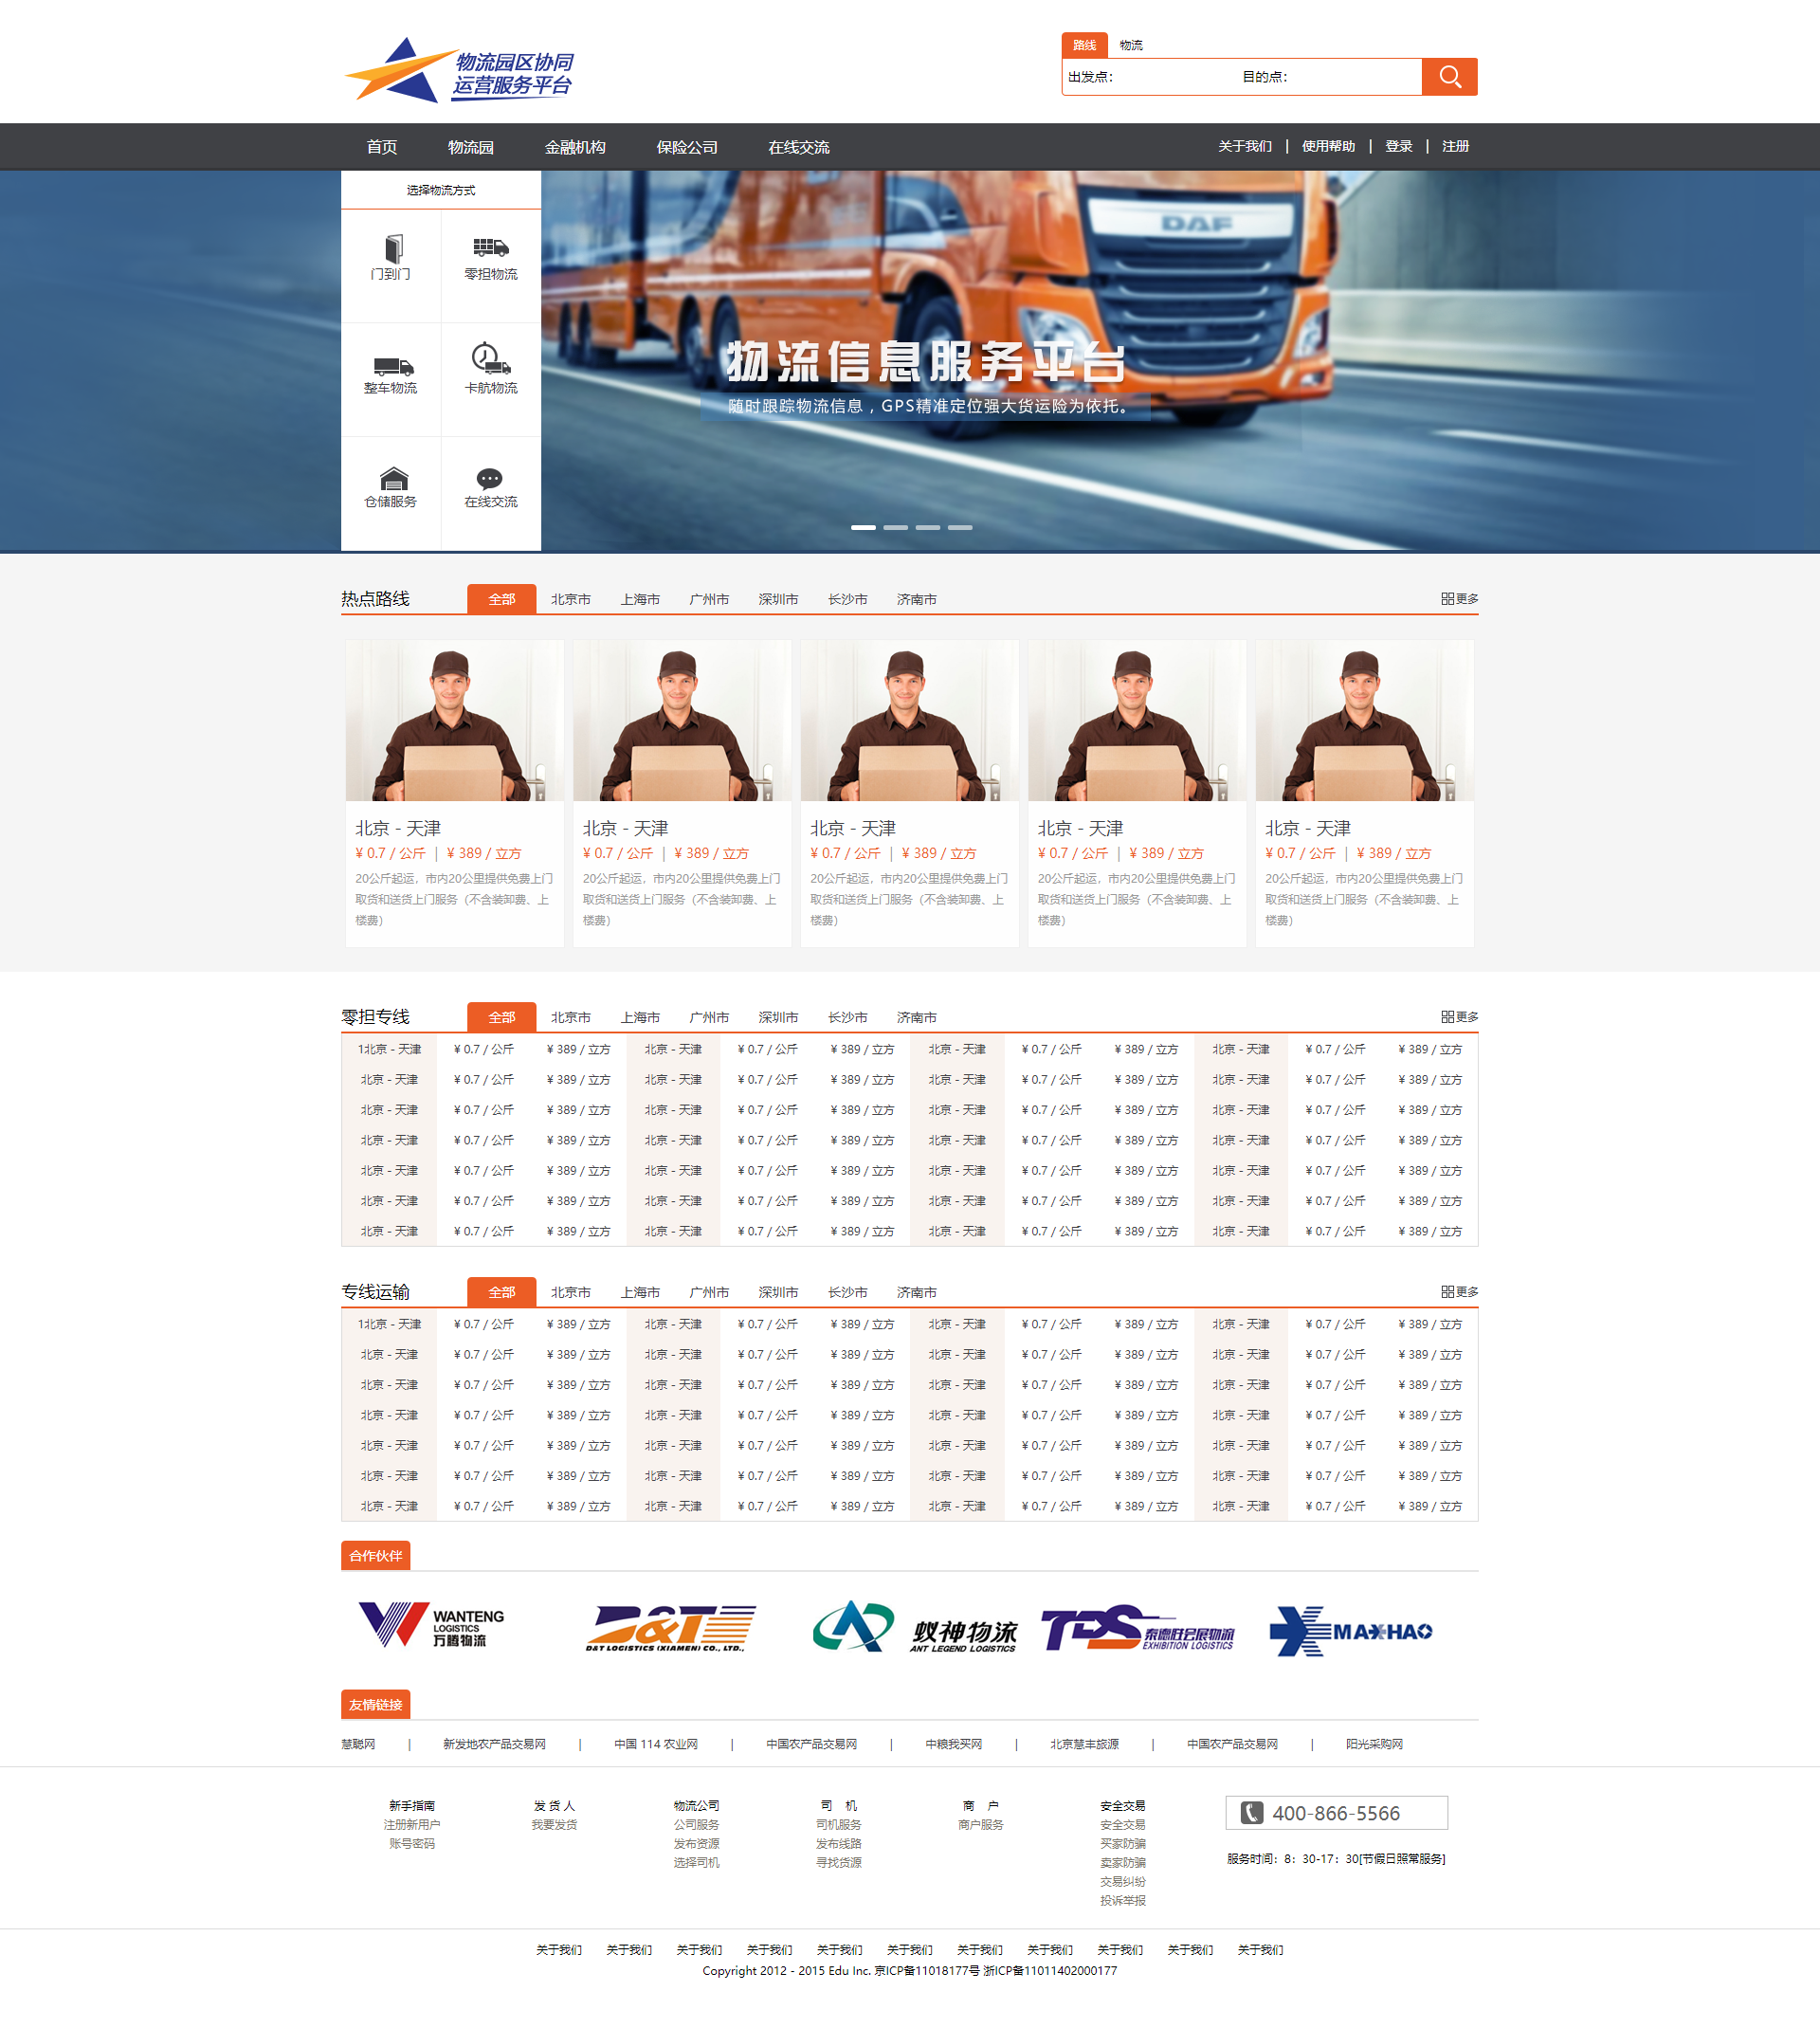 物流园区协同
运营服务平台
路线 物流
出发点： 目的点：
首页 物流园 金融机构 保险公司 在线交流 关于我们 | 使用帮助 | 登录 | 注册
选择物流方式
门到门 零担物流
整车物流 卡航物流
仓储服务 在线交流
DAF
物流信息服务平台
随时跟踪物流信息，GPS精准定位强大货运险为依托。
热点路线 全部 北京市 上海市 广州市 深圳市 长沙市 济南市 更多
北京 - 天津 北京 - 天津 北京 - 天津 北京 - 天津 北京 - 天津
¥ 0.7 / 公斤 | ¥ 389 / 立方 ¥ 0.7 / 公斤 | ¥ 389 / 立方 ¥ 0.7 / 公斤 | ¥ 389 / 立方 ¥ 0.7 / 公斤 | ¥ 389 / 立方 ¥ 0.7 / 公斤 | ¥ 389 / 立方
20公斤起运，市内20公里提供免费上门 20公斤起运，市内20公里提供免费上门 20公斤起运，市内20公里提供免费上门 20公斤起运，市内20公里提供免费上门 20公斤起运，市内20公里提供免费上门
取货和送货上门服务（不含装卸费、上 取货和送货上门服务（不含装卸费、上 取货和送货上门服务（不含装卸费、上 取货和送货上门服务（不含装卸费、上 取货和送货上门服务（不含装卸费、上
楼费） 楼费） 楼费） 楼费） 楼费）
零担专线 全部 北京市 上海市 广州市 深圳市 长沙市 济南市 更多
1北京 - 天津 ¥ 0.7 / 公斤 ¥ 389 / 立方 北京 - 天津 ¥ 0.7 / 公斤 ¥ 389 / 立方 北京 - 天津 ¥ 0.7 / 公斤 ¥ 389 / 立方 北京 - 天津 ¥ 0.7 / 公斤 ¥ 389 / 立方
北京 - 天津 ¥ 0.7 / 公斤 ¥ 389 / 立方 北京 - 天津 ¥ 0.7 / 公斤 ¥ 389 / 立方 北京 - 天津 ¥ 0.7 / 公斤 ¥ 389 / 立方 北京 - 天津 ¥ 0.7 / 公斤 ¥ 389 / 立方
北京 - 天津 ¥ 0.7 / 公斤 ¥ 389 / 立方 北京 - 天津 ¥ 0.7 / 公斤 ¥ 389 / 立方 北京 - 天津 ¥ 0.7 / 公斤 ¥ 389 / 立方 北京 - 天津 ¥ 0.7 / 公斤 ¥ 389 / 立方
北京 - 天津 ¥ 0.7 / 公斤 ¥ 389 / 立方 北京 - 天津 ¥ 0.7 / 公斤 ¥ 389 / 立方 北京 - 天津 ¥ 0.7 / 公斤 ¥ 389 / 立方 北京 - 天津 ¥ 0.7 / 公斤 ¥ 389 / 立方
北京 - 天津 ¥ 0.7 / 公斤 ¥ 389 / 立方 北京 - 天津 ¥ 0.7 / 公斤 ¥ 389 / 立方 北京 - 天津 ¥ 0.7 / 公斤 ¥ 389 / 立方 北京 - 天津 ¥ 0.7 / 公斤 ¥ 389 / 立方
北京 - 天津 ¥ 0.7 / 公斤 ¥ 389 / 立方 北京 - 天津 ¥ 0.7 / 公斤 ¥ 389 / 立方 北京 - 天津 ¥ 0.7 / 公斤 ¥ 389 / 立方 北京 - 天津 ¥ 0.7 / 公斤 ¥ 389 / 立方
北京 - 天津 ¥ 0.7 / 公斤 ¥ 389 / 立方 北京 - 天津 ¥ 0.7 / 公斤 ¥ 389 / 立方 北京 - 天津 ¥ 0.7 / 公斤 ¥ 389 / 立方 北京 - 天津 ¥ 0.7 / 公斤 ¥ 389 / 立方
专线运输 全部 北京市 上海市 广州市 深圳市 长沙市 济南市 更多
1北京 - 天津 ¥ 0.7 / 公斤 ¥ 389 / 立方 北京 - 天津 ¥ 0.7 / 公斤 ¥ 389 / 立方 北京 - 天津 ¥ 0.7 / 公斤 ¥ 389 / 立方 北京 - 天津 ¥ 0.7 / 公斤 ¥ 389 / 立方
北京 - 天津 ¥ 0.7 / 公斤 ¥ 389 / 立方 北京 - 天津 ¥ 0.7 / 公斤 ¥ 389 / 立方 北京 - 天津 ¥ 0.7 / 公斤 ¥ 389 / 立方 北京 - 天津 ¥ 0.7 / 公斤 ¥ 389 / 立方
北京 - 天津 ¥ 0.7 / 公斤 ¥ 389 / 立方 北京 - 天津 ¥ 0.7 / 公斤 ¥ 389 / 立方 北京 - 天津 ¥ 0.7 / 公斤 ¥ 389 / 立方 北京 - 天津 ¥ 0.7 / 公斤 ¥ 389 / 立方
北京 - 天津 ¥ 0.7 / 公斤 ¥ 389 / 立方 北京 - 天津 ¥ 0.7 / 公斤 ¥ 389 / 立方 北京 - 天津 ¥ 0.7 / 公斤 ¥ 389 / 立方 北京 - 天津 ¥ 0.7 / 公斤 ¥ 389 / 立方
北京 - 天津 ¥ 0.7 / 公斤 ¥ 389 / 立方 北京 - 天津 ¥ 0.7 / 公斤 ¥ 389 / 立方 北京 - 天津 ¥ 0.7 / 公斤 ¥ 389 / 立方 北京 - 天津 ¥ 0.7 / 公斤 ¥ 389 / 立方
北京 - 天津 ¥ 0.7 / 公斤 ¥ 389 / 立方 北京 - 天津 ¥ 0.7 / 公斤 ¥ 389 / 立方 北京 - 天津 ¥ 0.7 / 公斤 ¥ 389 / 立方 北京 - 天津 ¥ 0.7 / 公斤 ¥ 389 / 立方
北京 - 天津 ¥ 0.7 / 公斤 ¥ 389 / 立方 北京 - 天津 ¥ 0.7 / 公斤 ¥ 389 / 立方 北京 - 天津 ¥ 0.7 / 公斤 ¥ 389 / 立方 北京 - 天津 ¥ 0.7 / 公斤 ¥ 389 / 立方
合作伙伴
WANTENG
LOGISTICS
万腾物流
D&T
D&T LOGISTICS (XIAMEN) CO., LTD.
蚁神物流
ANT LEGEND LOGISTICS
TDS 泰德胜会展物流
EXHIBITION LOGISTICS
MAXHAO
友情链接
慧聪网 | 新发地农产品交易网 | 中国 114 农业网 | 中国农产品交易网 | 中粮我买网 | 北京慧丰旅源 | 中国农产品交易网 | 阳光采购网
新手指南 发 货 人 物流公司 司 机 商 户 安全交易
注册新用户 我要发货 公司服务 司机服务 商户服务 安全交易
账号密码 发布资源 发布线路 买家防骗
选择司机 寻找货源 卖家防骗
交易纠纷
投诉举报
400-866-5566
服务时间：8：30-17：30[节假日照常服务]
关于我们 关于我们 关于我们 关于我们 关于我们 关于我们 关于我们 关于我们 关于我们 关于我们 关于我们
Copyright 2012 - 2015 Edu Inc. 京ICP备11018177号 浙ICP备11011402000177